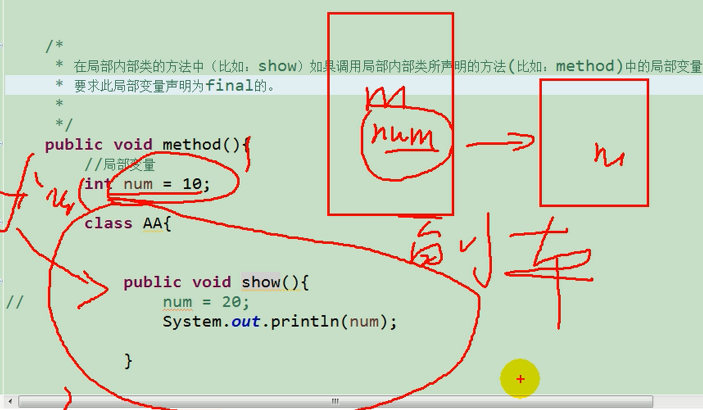 /*
* 在局部内部类的方法中（比如：show）如果调用局部内部类所声明的方法(比如：method)中的局部变量
* 要求此局部变量声明为final的。
*
*/
public void method(){
//局部变量
int num = 10;
class AA{
public void show(){
// num = 20;
System.out.println(num);
}
num